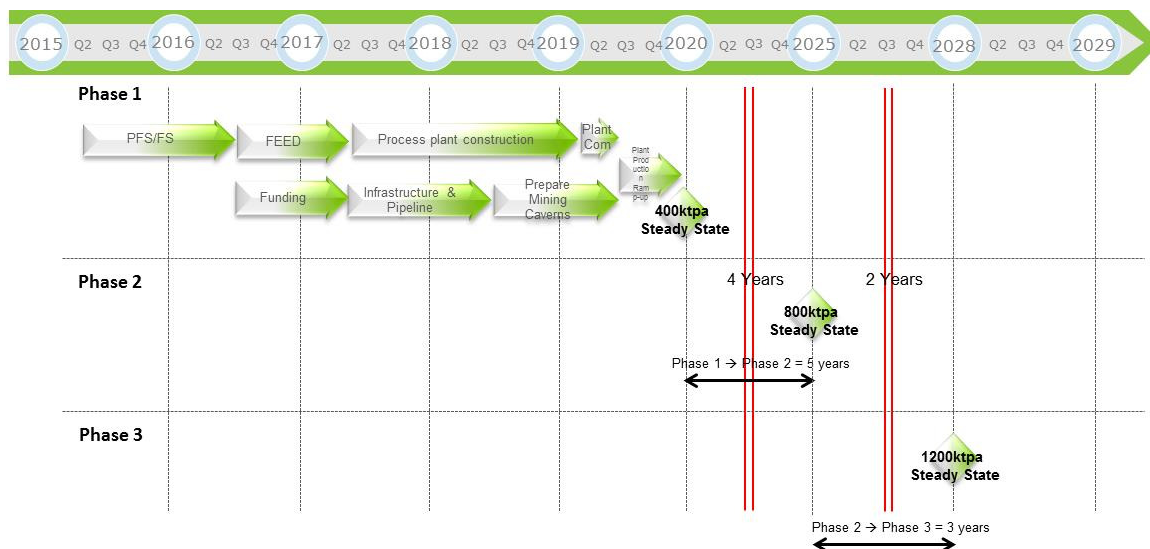 2015 Q2 Q3 Q4 2016 Q2 Q3 Q4 2017 Q2 Q3 Q4 2018 Q2 Q3 Q4 2019 Q2 Q3 Q4 2020 Q2 Q3 Q4 2025 Q2 Q3 Q4 2028 Q2 Q3 Q4 2029
Phase 1
PFS/FS
FEED
Process plant construction
Plant
Com
Plant
Prod
uctio
n
Ram
p-up
Funding
Infrastructure &
Pipeline
Prepare
Mining
Caverns
400ktpa
Steady State
Phase 2
4 Years
2 Years
800ktpa
Steady State
Phase 1 → Phase 2 = 5 years
Phase 3
1200ktpa
Steady State
Phase 2 → Phase 3 = 3 years